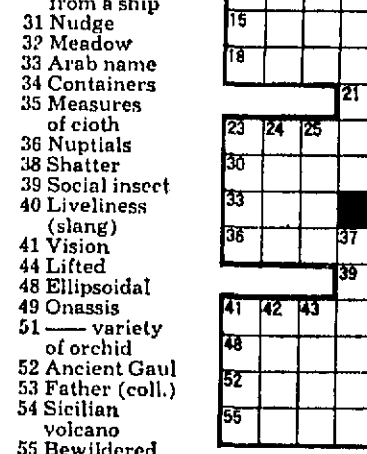 from a ship
31 Nudge
32 Meadow
33 Arab name
34 Containers
35 Measures
of cloth
36 Nuptials
38 Shatter
39 Social insect
40 Liveliness
(slang)
41 Vision
44 Lifted
48 Ellipsoidal
49 Onassis
51 —— variety
of orchid
52 Ancient Gaul
53 Father (coll.)
54 Sicilian
volcano
55 Bewildered
15
18
21
23 24 25
30
33
36 37
39
41 42 43
48
52
55